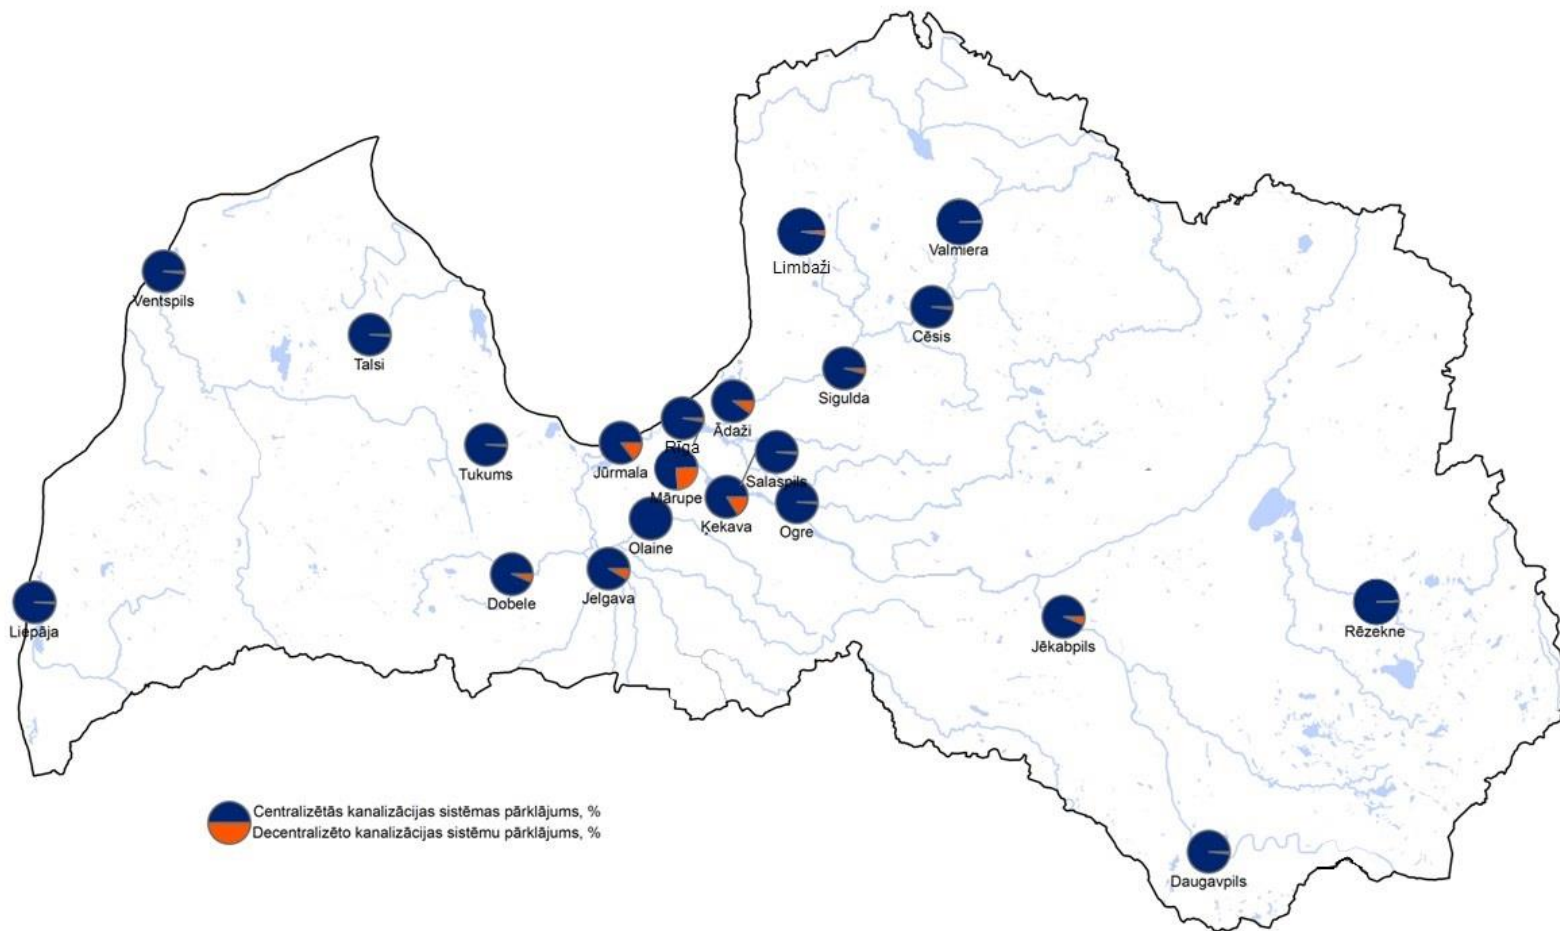 Limbaži
Valmiera
Ventspils
Cēsis
Talsi
Sigulda
Ādaži
Rīga
Tukums
Jūrmala
Salaspils
Mārupe
Ķekava
Ogre
Olaine
Dobele
Jelgava
Liepāja
Jēkabpils
Rēzekne
Centralizētās kanalizācijas sistēmas pārklājums, %
Decentralizēto kanalizācijas sistēmu pārklājums, %
Daugavpils